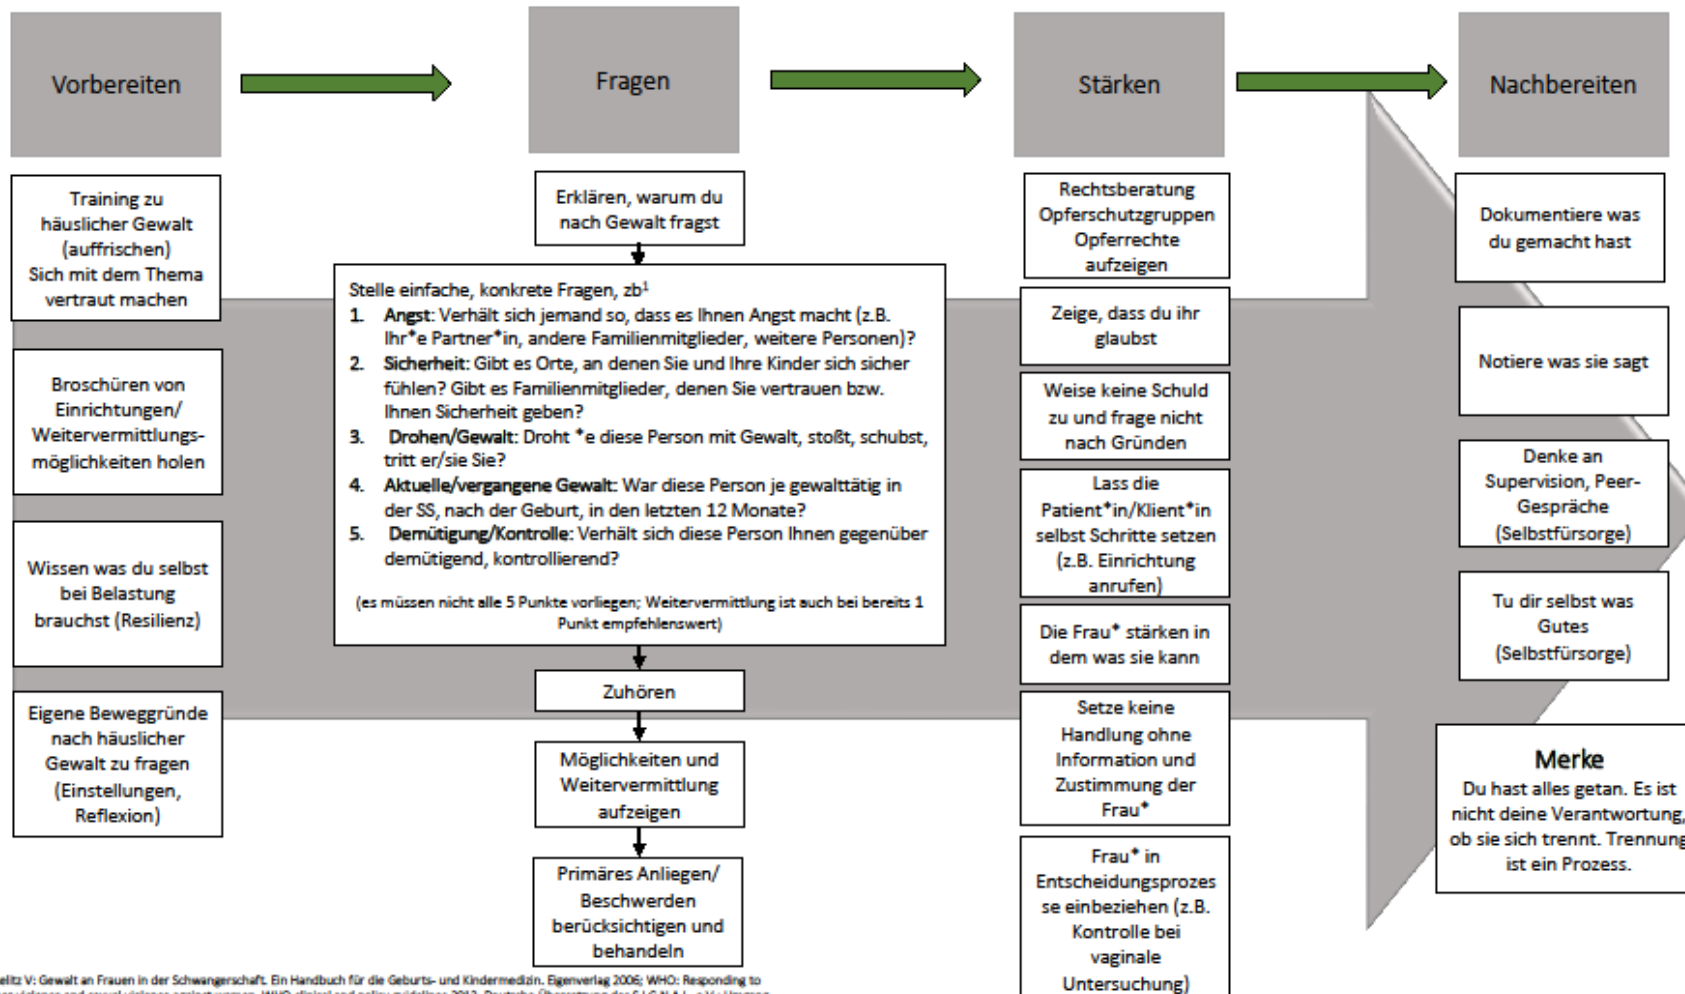 Vorbereiten
Fragen
Stärken
Nachbereiten
Training zu
häuslicher Gewalt
(auffrischen)
Sich mit dem Thema
vertraut machen
Broschüren von
Einrichtungen/
Weitervermittlungs-
möglichkeiten holen
Wissen was du selbst
bei Belastung
brauchst (Resilienz)
Eigene Beweggründe
nach häuslicher
Gewalt zu fragen
(Einstellungen,
Reflexion)
Erklären, warum du
nach Gewalt fragst
Stelle einfache, konkrete Fragen, zb¹
1. Angst: Verhält sich jemand so, dass es Ihnen Angst macht (z.B.
Ihr*e Partner*in, andere Familienmitglieder, weitere Personen)?
2. Sicherheit: Gibt es Orte, an denen Sie und Ihre Kinder sich sicher
fühlen? Gibt es Familienmitglieder, denen Sie vertrauen bzw.
Ihnen Sicherheit geben?
3. Drohen/Gewalt: Droht *e diese Person mit Gewalt, stoßt, schubst,
tritt er/sie Sie?
4. Aktuelle/vergangene Gewalt: War diese Person je gewalttätig in
der SS, nach der Geburt, in den letzten 12 Monate?
5. Demütigung/Kontrolle: Verhält sich diese Person Ihnen gegenüber
demütigend, kontrollierend?
(es müssen nicht alle 5 Punkte vorliegen; Weitervermittlung ist auch bei bereits 1
Punkt empfehlenswert)
Zuhören
Möglichkeiten und
Weitervermittlung
aufzeigen
Primäres Anliegen/
Beschwerden
berücksichtigen und
behandeln
Rechtsberatung
Opferschutzgruppen
Opferrechte
aufzeigen
Zeige, dass du ihr
glaubst
Weise keine Schuld
zu und frage nicht
nach Gründen
Lass die
Patient*in/Klient*in
selbst Schritte setzen
(z.B. Einrichtung
anrufen)
Die Frau* stärken in
dem was sie kann
Setze keine
Handlung ohne
Information und
Zustimmung der
Frau*
Frau* in
Entscheidungsprozes
se einbeziehen (z.B.
Kontrolle bei
vaginale
Untersuchung)
Dokumentiere was
du gemacht hast
Notiere was sie sagt
Denke an
Supervision, Peer-
Gespräche
(Selbstfürsorge)
Tu dir selbst was
Gutes
(Selbstfürsorge)
Merke
Du hast alles getan. Es ist
nicht deine Verantwortung,
ob sie sich trennt. Trennung
ist ein Prozess.
V: Gewalt an Frauen in der Schwangerschaft. Ein Handbuch für die Geburts- und Kindermedizin. Eigenverlag 2006; WHO: Responding to